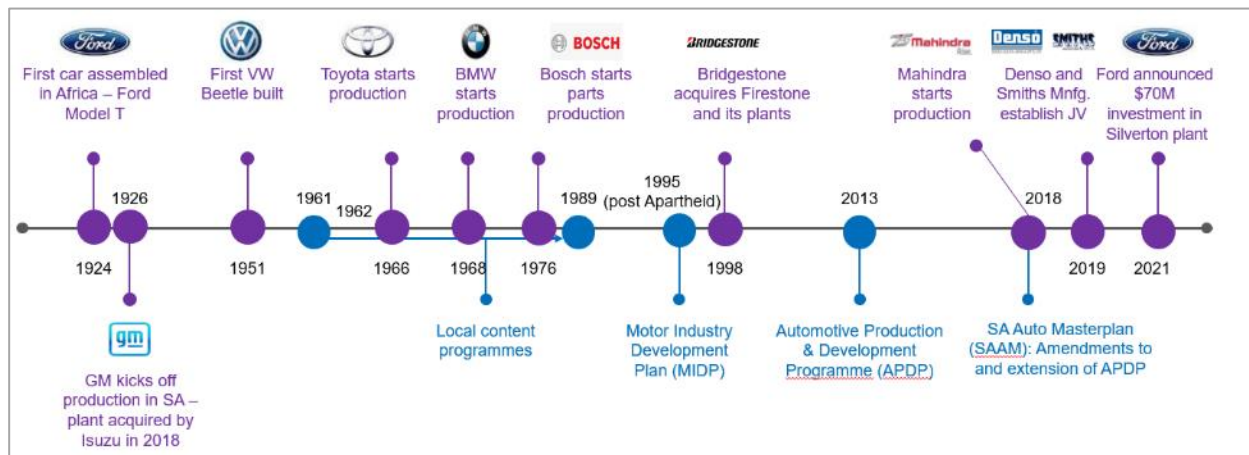 Ford
BOSCH
BRIDGESTONE
Mahindra
Rise.
DENSO
SMITHS
Ford
First car assembled
in Africa – Ford
Model T
First VW
Beetle built
Toyota starts
production
BMW
starts
production
Bosch starts
parts
production
Bridgestone
acquires Firestone
and its plants
Mahindra
starts
production
Denso and
Smiths Mnfg.
establish JV
Ford announced
$70M
investment in
Silverton plant
1926
1961
1962
1989
1995
(post Apartheid)
2013
2018
1924
1951
1966
1968
1976
1998
2019
2021
gm
GM kicks off
production in SA –
plant acquired by
Isuzu in 2018
Local content
programmes
Motor Industry
Development
Plan (MIDP)
Automotive Production
& Development
Programme (APDP)
SA Auto Masterplan
(SAAM): Amendments to
and extension of APDP